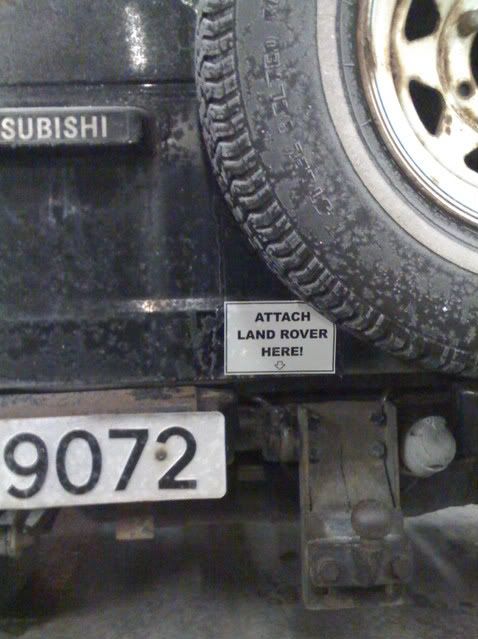 SUBISHI
ATTACH
LAND ROVER
HERE!
9072